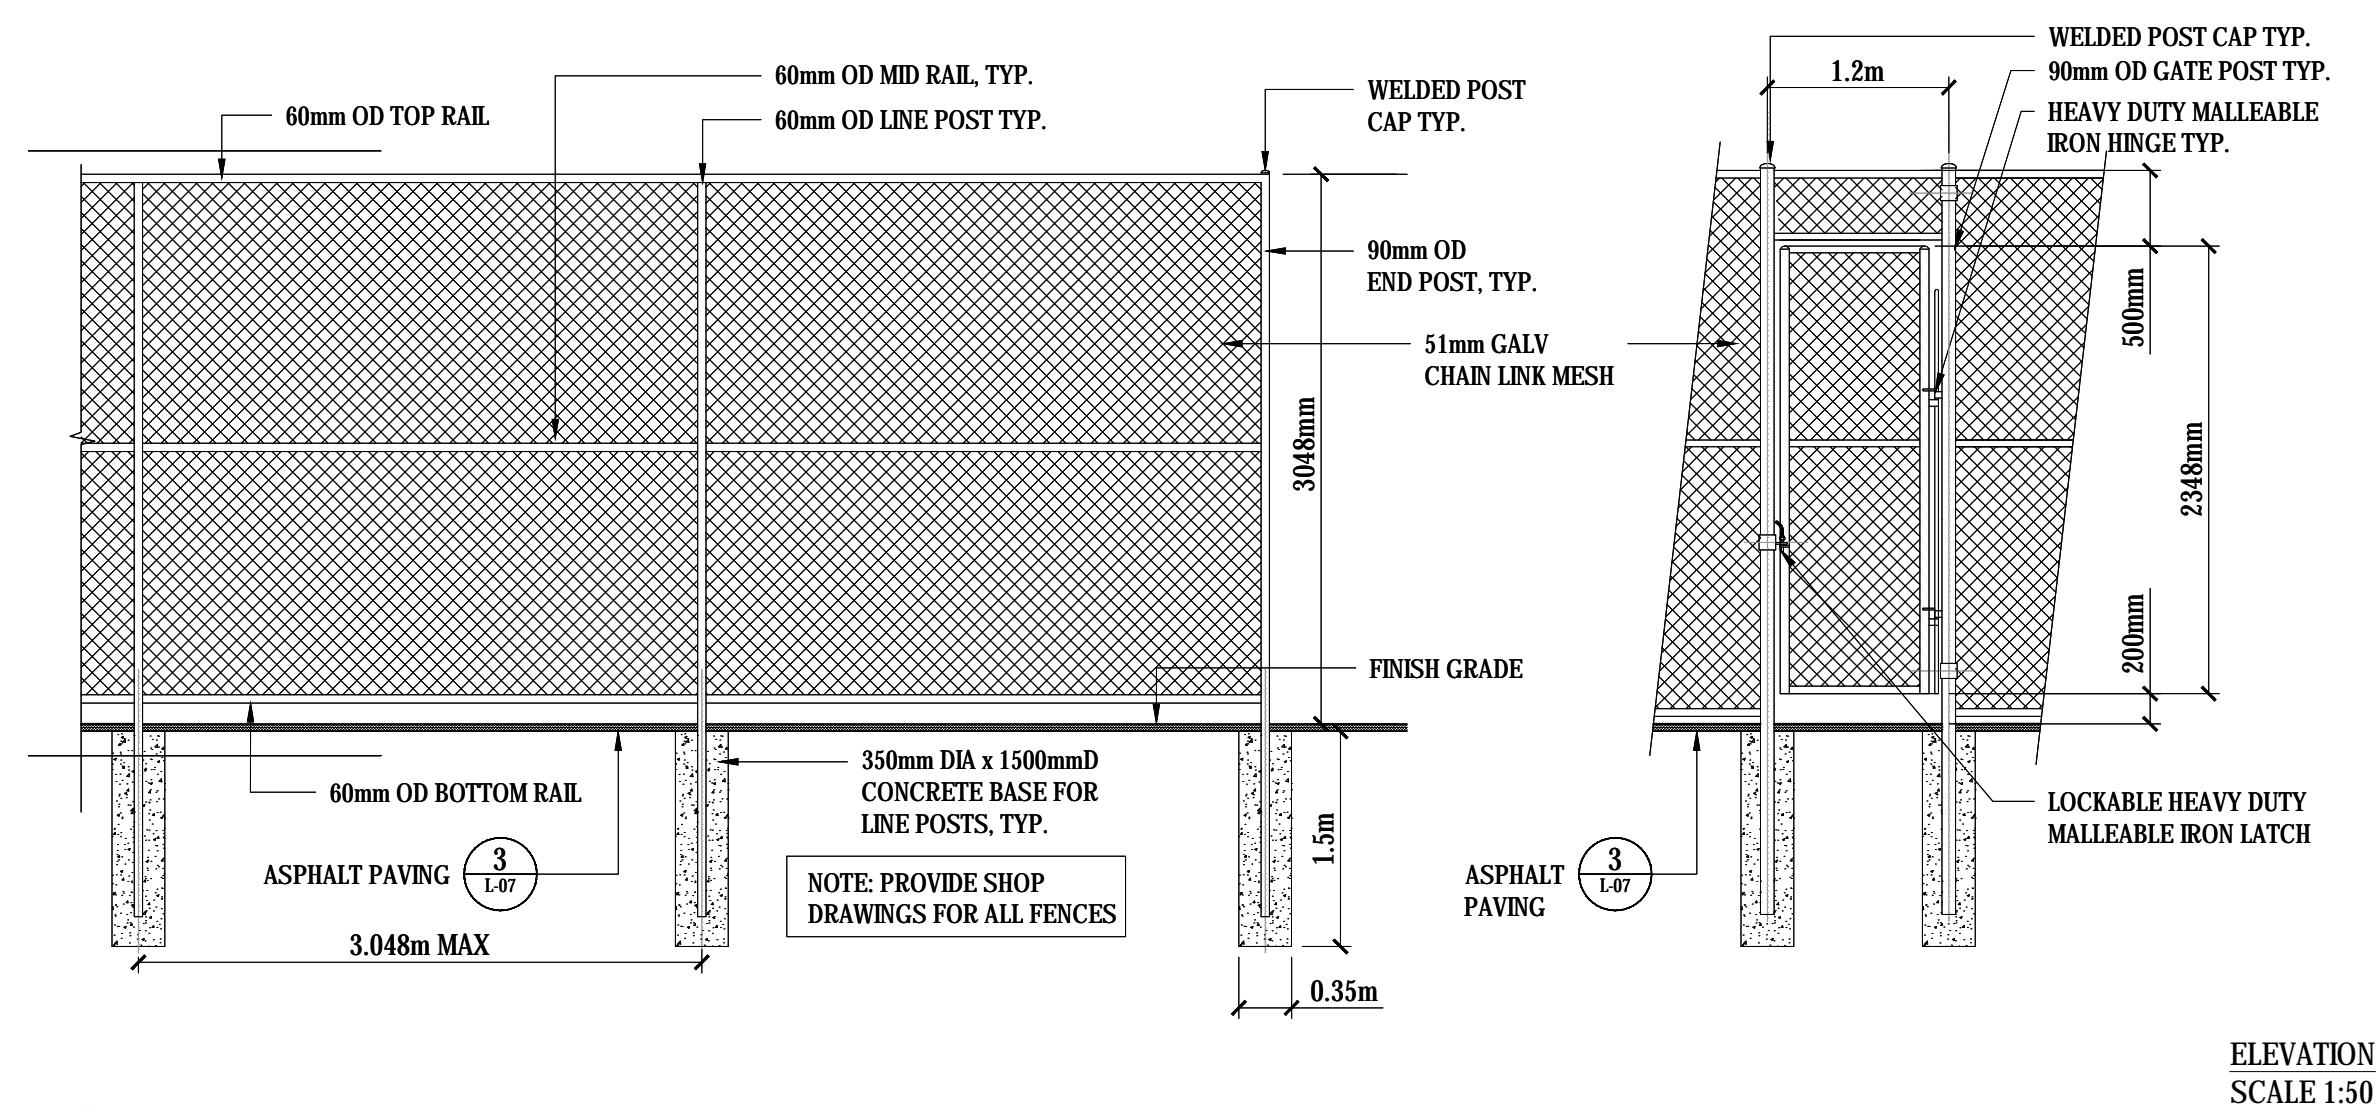 60mm OD TOP RAIL
60mm OD MID RAIL, TYP.
60mm OD LINE POST TYP.
WELDED POST
CAP TYP.
90mm OD
END POST, TYP.
51mm GALV
CHAIN LINK MESH
3048mm
FINISH GRADE
60mm OD BOTTOM RAIL
350mm DIA x 1500mmD
CONCRETE BASE FOR
LINE POSTS, TYP.
ASPHALT PAVING
3
L-07
NOTE: PROVIDE SHOP
DRAWINGS FOR ALL FENCES
3.048m MAX
1.5m
0.35m
WELDED POST CAP TYP.
90mm OD GATE POST TYP.
HEAVY DUTY MALLEABLE
IRON HINGE TYP.
1.2m
500mm
2348mm
200mm
LOCKABLE HEAVY DUTY
MALLEABLE IRON LATCH
ASPHALT
PAVING
3
L-07
ELEVATION
SCALE 1:50